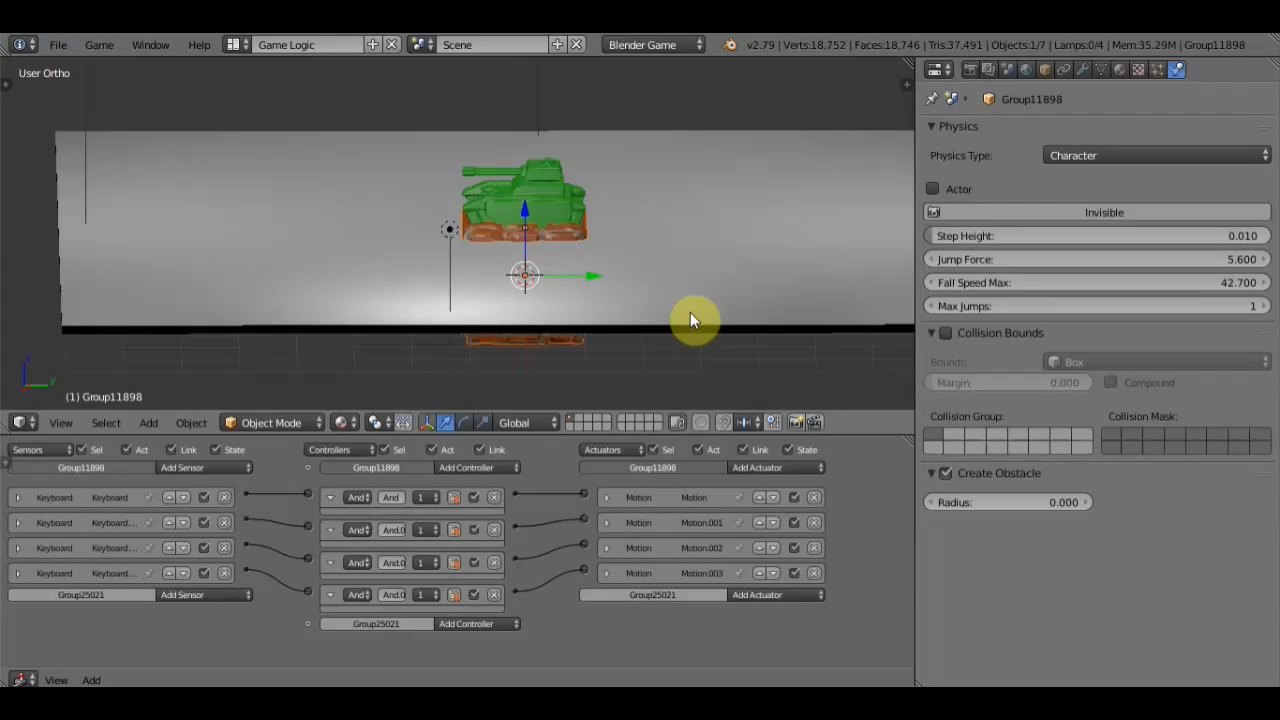 File Game Window Help Game Logic Scene Blender Game v2.79 | Verts:18,752 | Faces:18,746 | Tris:37,491 | Objects:1/7 | Lamps:0/4 | Mem:35.29M | Group11898
User Ortho
Group11898
Physics
Physics Type: Character
Actor
Invisible
Step Height: 0.010
Jump Force: 5.600
Fall Speed Max: 42.700
Max Jumps: 1
Collision Bounds
Bounds: Box
Margin: 0.000 Compound
Collision Group: Collision Mask:
Create Obstacle
Radius: 0.000
z
y
(1) Group11898
View Select Add Object Object Mode Global
Sensors Sel Act Link State Controllers Sel Act Link Actuators Sel Act Link State
Group11898 Add Sensor Group11898 Add Controller Group11898 Add Actuator
Keyboard Keyboard And And 1 Motion Motion
Keyboard Keyboard... And And.0 1 Motion Motion.001
Keyboard Keyboard... And And.0 1 Motion Motion.002
Keyboard Keyboard... And And.0 1 Motion Motion.003
Group25021 Add Sensor Group25021 Add Actuator
Group25021 Add Controller
View Add